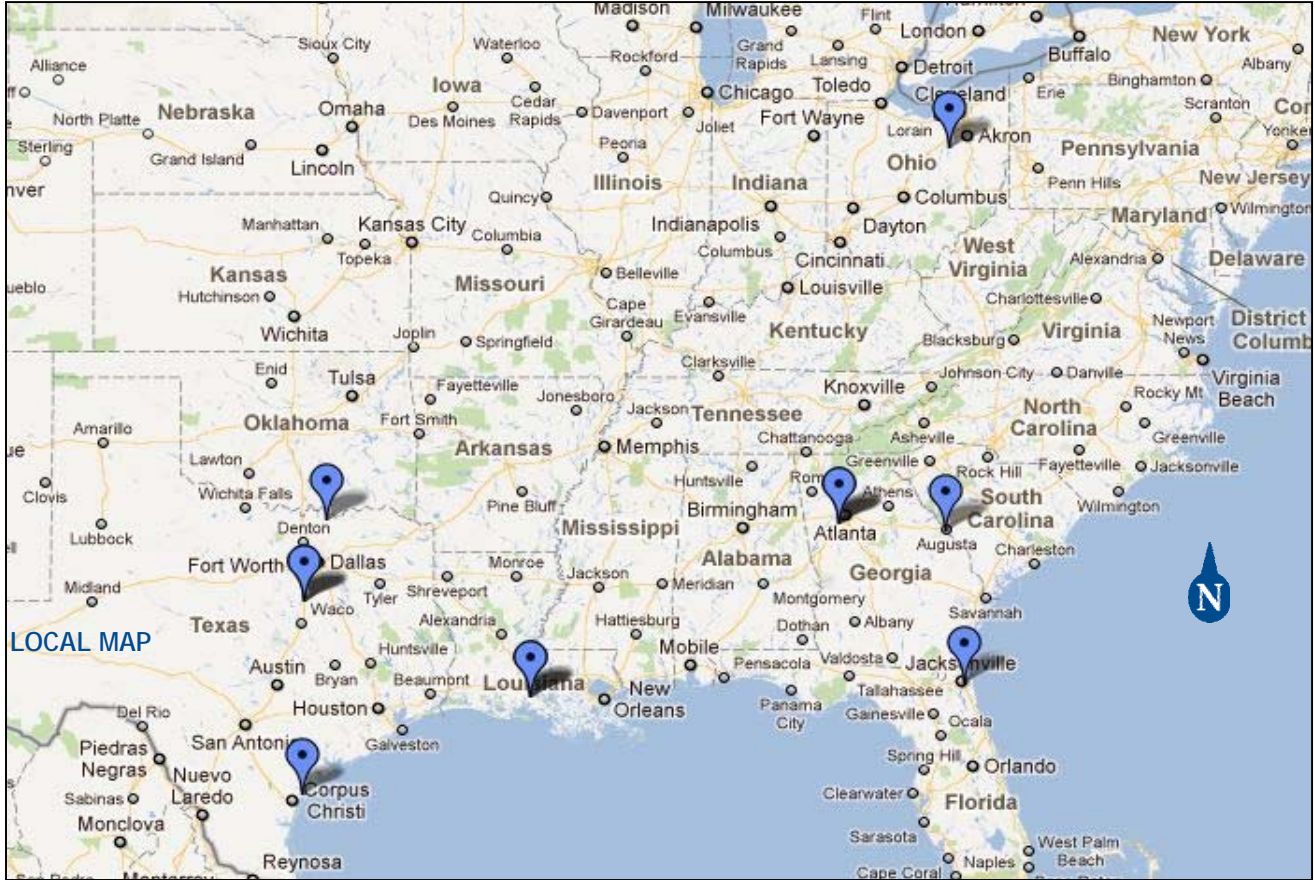 Madison
Milwaukee
Flint
London
New York
Sioux City
Waterloo
Rockford
Grand
Rapids
Lansing
Detroit
Buffalo
Albany
Alliance
Iowa
Toledo
Cleveland
Erie
Binghamton
Nebraska
Omaha
Cedar
Rapids
Chicago
Scranton
North Platte
Des Moines
Davenport
Joliet
Fort Wayne
Lorain
Akron
Sterling
Grand Island
Lincoln
Peoria
Ohio
Pennsylvania
Illinois
Indiana
Penn Hills
New Jersey
Quincy
Columbus
Maryland
Wilmington
Manhattan
Kansas City
Columbia
Indianapolis
Dayton
Topeka
Columbus
Cincinnati
West
Virginia
Alexandria
Delaware
Kansas
Belleville
Missouri
Louisville
Hutchinson
Cape
Girardeau
Evansville
Charlottesville
Wichita
Kentucky
Virginia
Newport
News
District
Joplin
Springfield
Blacksburg
Clarksville
Enid
Tulsa
Johnson City
Danville
Virginia
Beach
Fayetteville
Knoxville
Rocky Mt
Jonesboro
Jackson
Tennessee
North
Carolina
Oklahoma
Fort Smith
Amarillo
Arkansas
Memphis
Chattanooga
Asheville
Greenville
Lawton
Greenville
Rock Hill
Fayetteville
Jacksonville
Clovis
Wichita Falls
Huntsville
Athens
South
Carolina
Wilmington
Pine Bluff
Birmingham
Lubbock
Denton
Mississippi
Atlanta
Augusta
Charleston
Fort Worth
Dallas
Monroe
Jackson
Alabama
Georgia
Midland
Tyler
Shreveport
Meridian
Montgomery
Savannah
N
Waco
Texas
Alexandria
Hattiesburg
Dothan
Albany
LOCAL MAP
Austin
Bryan
Huntsville
Beaumont
Louisiana
Mobile
Pensacola
Valdosta
Jacksonville
New
Orleans
Tallahassee
Houston
Panama
City
Gainesville
Ocala
Del Rio
San Antonio
Galveston
Piedras
Negras
Nuevo
Laredo
Spring Hill
Orlando
Sabinas
Corpus
Christi
Clearwater
Florida
Monclova
Sarasota
West Palm
Beach
Reynosa
Naples
Cape Coral